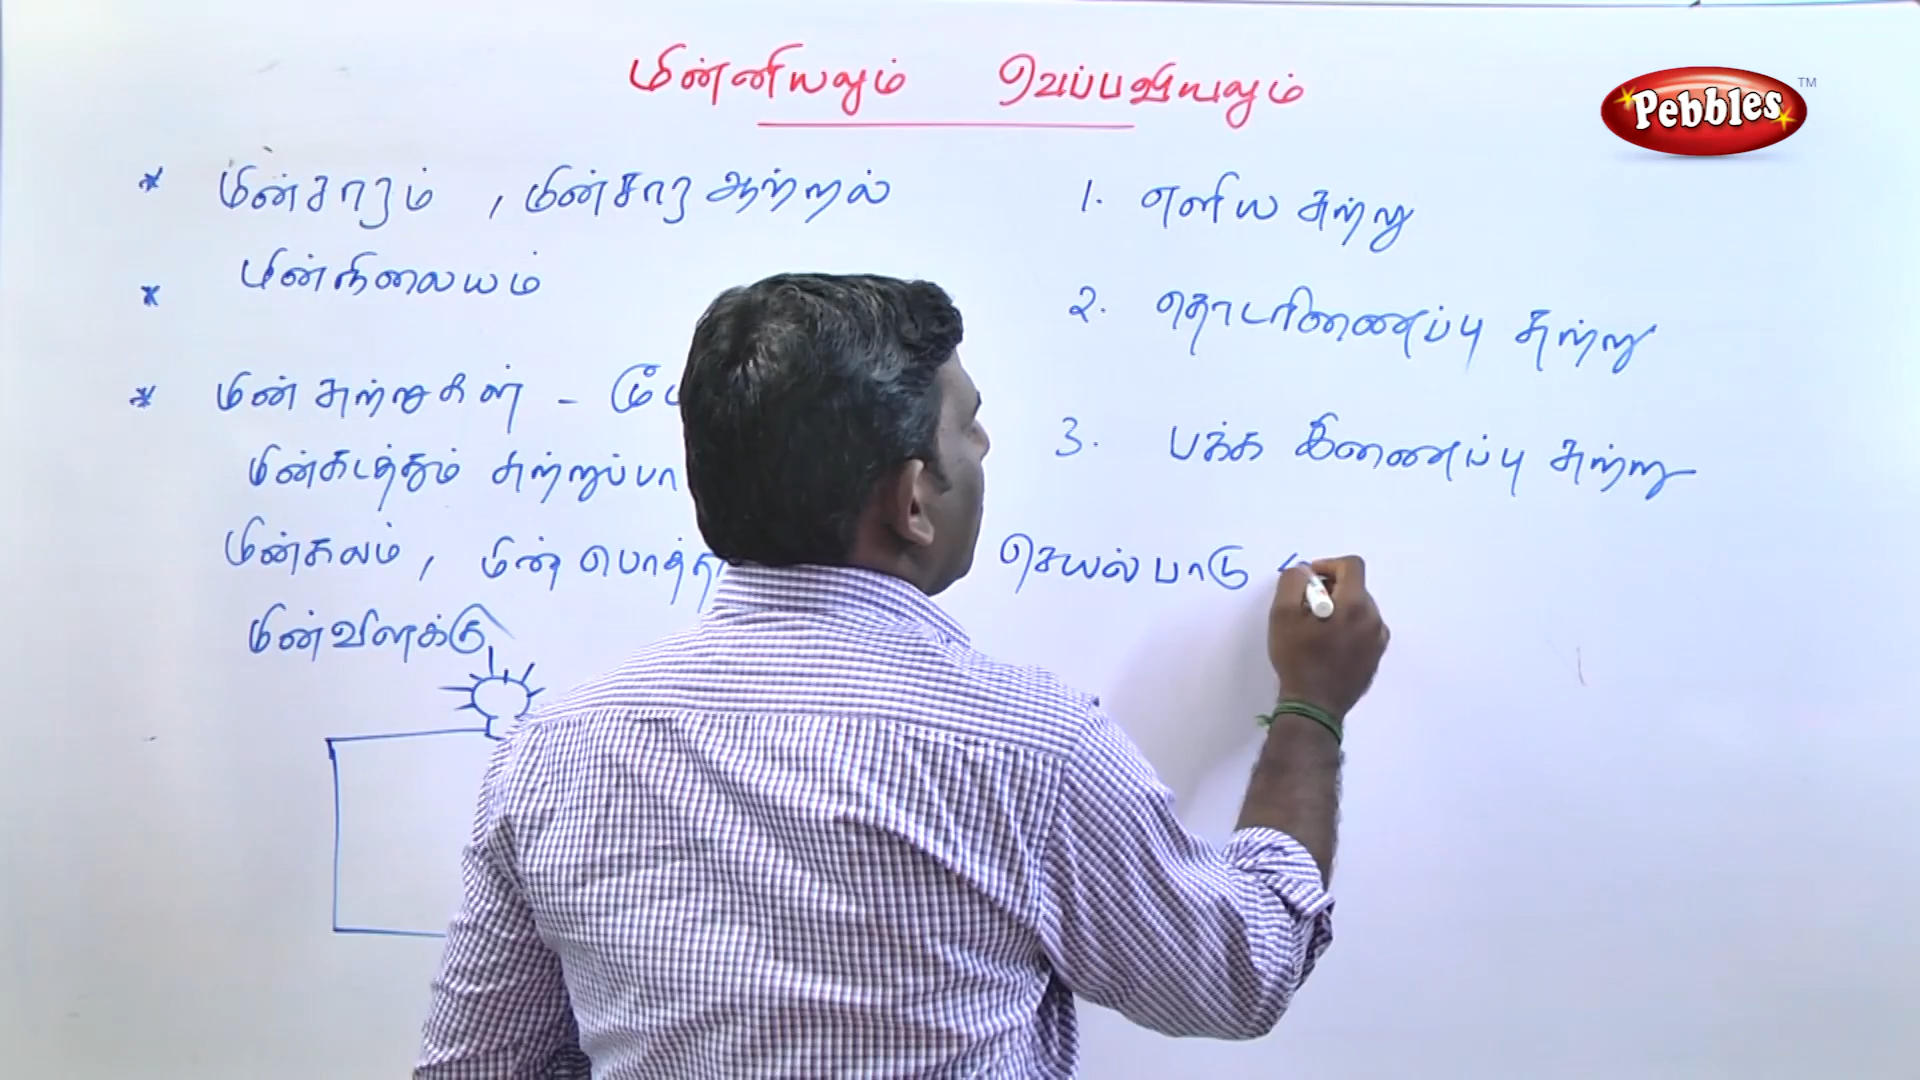 மின்னியலும் வெப்பவியலும்
Pebbles TM
* மின்சாரம் , மின்சார ஆற்றல்
* மின்நிலையம்
* மின் சுற்றுகள் -
மின்கடத்தும் சுற்றுப்பா
மின்கலம் , மின் பொத்தா
மின்விளக்கு
1. எளிய சுற்று
2. தொடரிணைப்பு சுற்று
3. பக்க இணைப்பு சுற்று
செயல்பாடு